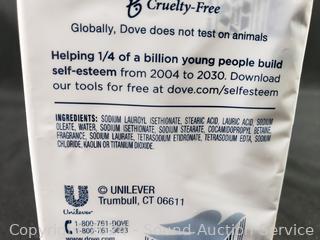 Cruelty-Free
Globally, Dove does not test on animals
Helping 1/4 of a billion young people build
self-esteem from 2004 to 2030. Download
our tools for free at dove.com/selfesteem
INGREDIENTS: SODIUM LAUROYL ISETHIONATE, STEARIC ACID, LAURIC ACID, SODIUM
OLEATE, WATER, SODIUM ISETHIONATE, SODIUM STEARATE, COCAMIDOPROPYL BETAINE,
FRAGRANCE, SODIUM LAURATE, TETRASODIUM ETIDRONATE, TETRASODIUM EDTA, SODIUM
CHLORIDE, KAOLIN OR TITANIUM DIOXIDE.
© UNILEVER
Trumbull, CT 06611
Unilever
1-800-761-DOVE
1-800-761-3683
www.dove.com
Copyright Sound Auction Service